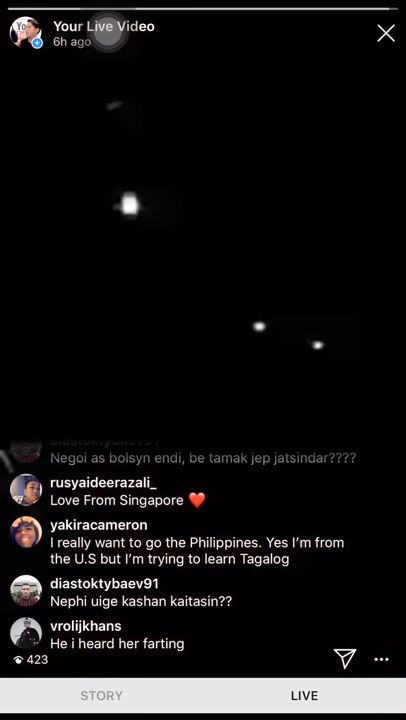 Your Live Video
6h ago
diastoktybaev91
Negoi as bolsyn endi, be tamak jep jatsindar????
rusyaideerazali_
Love From Singapore ❤️
yakiracameron
I really want to go the Philippines. Yes I'm from
the U.S but I'm trying to learn Tagalog
diastoktybaev91
Nephi uige kashan kaitasin??
vrolijkhans
He i heard her farting
423
STORY
LIVE